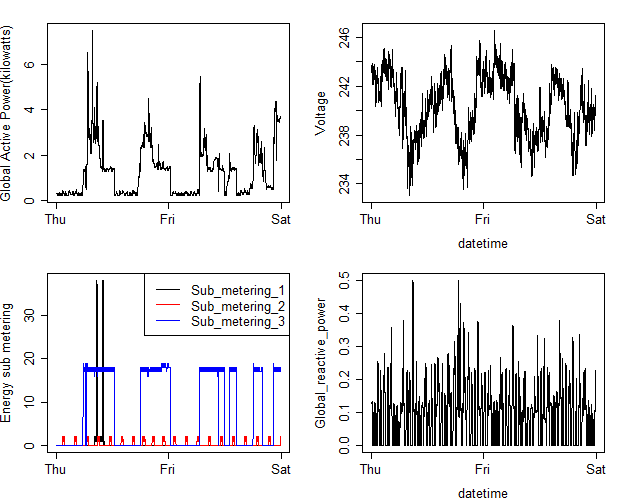 Global Active Power(kilowatts)
0 2 4 6
Thu Fri Sat
Voltage
234 238 242 246
Thu Fri Sat
datetime
Energy sub metering
0 10 20 30
Sub_metering_1
Sub_metering_2
Sub_metering_3
Thu Fri Sat
Global_reactive_power
0.0 0.1 0.2 0.3 0.4 0.5
Thu Fri Sat
datetime